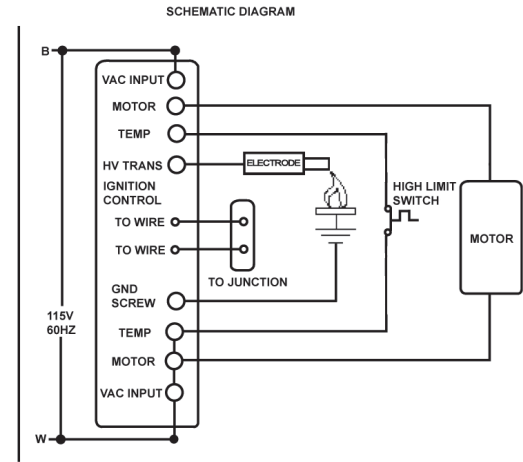 SCHEMATIC DIAGRAM
B
VAC INPUT
MOTOR
TEMP
HV TRANS
ELECTRODE
IGNITION
CONTROL
HIGH LIMIT
SWITCH
TO WIRE
TO WIRE
MOTOR
TO JUNCTION
GND
SCREW
115V
60HZ
TEMP
MOTOR
VAC INPUT
W